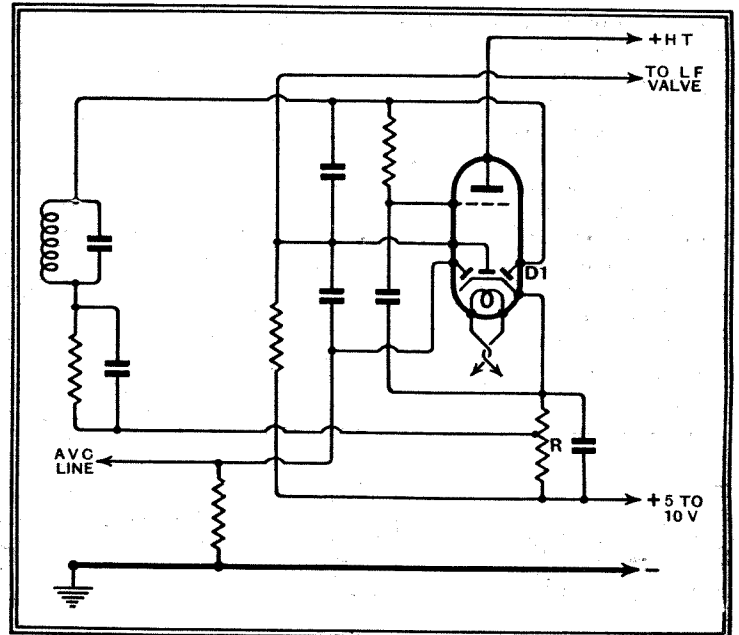 +HT
TO LF
VALVE
D1
R
AVC
LINE
+5 TO
10 V
-